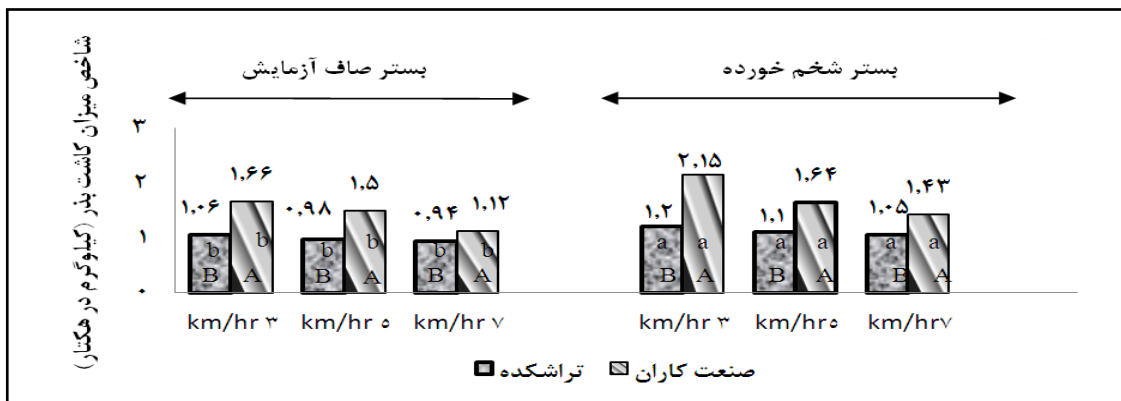 شاخص میزان کاشت بذر (کیلوگرم در هکتار)
بستر شخم خورده
بستر صاف آزمایش
۳
۲
۱
۰
۱,۰۶ ۱,۶۶ ۰,۹۸ ۱,۵ ۰,۹۴ ۱,۱۲ ۱,۲ ۲,۱۵ ۱,۱ ۱,۶۴ ۱,۰۵ ۱,۴۳
b b b b b b a a a a a a
B A B A B A B A B A B A
km/hr ۳ km/hr ۵ km/hr ۷ km/hr ۳ km/hr۵ km/hr۷
تراشکده صنعت کاران